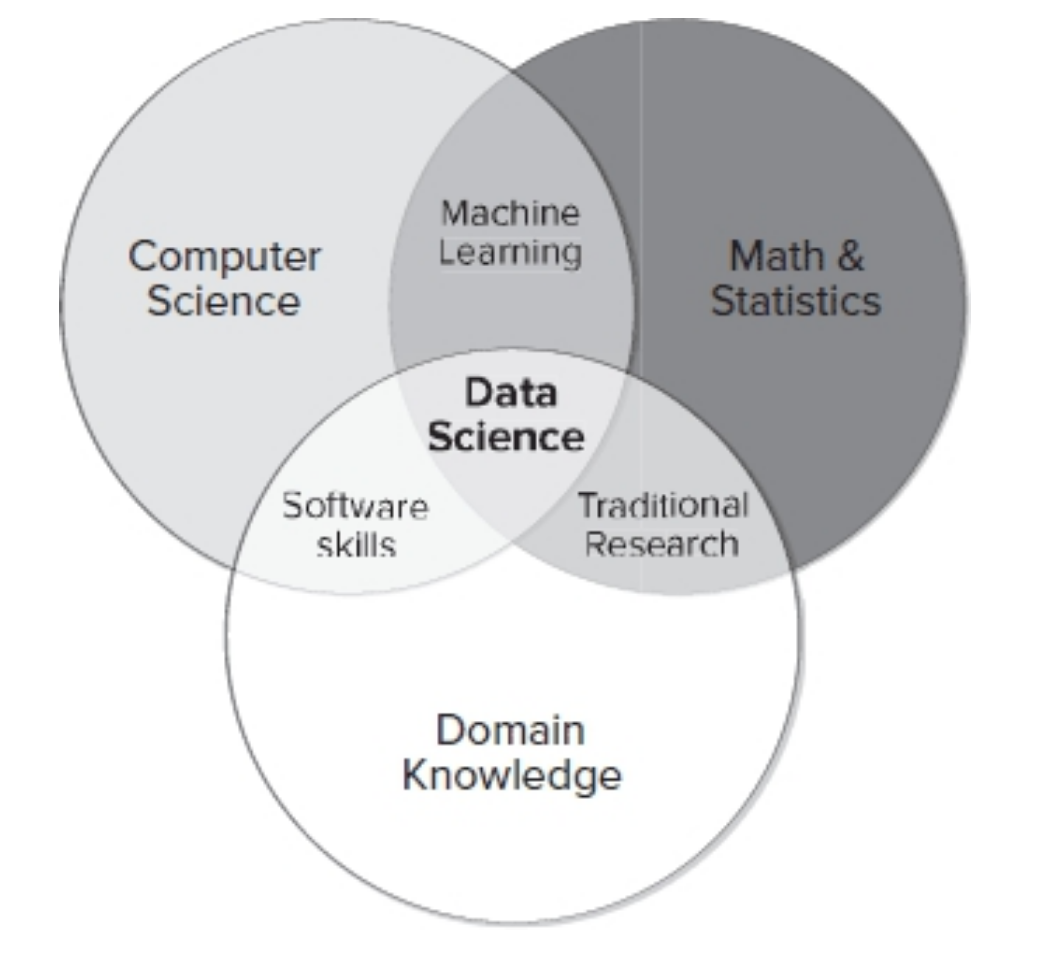 Computer
Science
Machine
Learning
Math &
Statistics
Data
Science
Software
skills
Traditional
Research
Domain
Knowledge